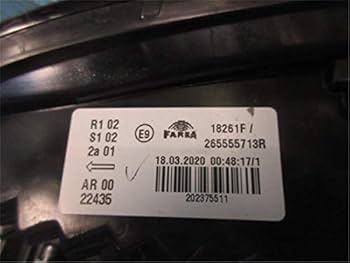 R1 02
S1 02
2a 01
E9
FARBA
18261F /
265555713R
18.03.2020 00:48:17/1
AR 00
22435
202375511